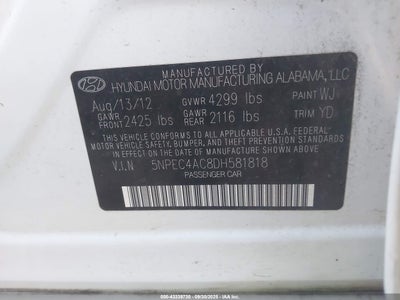 MANUFACTURED BY
HYUNDAI MOTOR MANUFACTURING ALABAMA, LLC
Aug/13/12 GVWR 4299 lbs PAINT WJ
GAWR FRONT 2425 lbs GAWR REAR 2116 lbs TRIM YD
THIS VEHICLE CONFORMS TO ALL APPLICABLE U.S.A. FEDERAL
MOTOR VEHICLE SAFETY, BUMPER, AND THEFT PREVENTION
STANDARDS IN EFFECT ON THE DATE OF MANUFACTURE
SHOWN ABOVE.
V.I.N 5NPEC4AC8DH581818
PASSENGER CAR